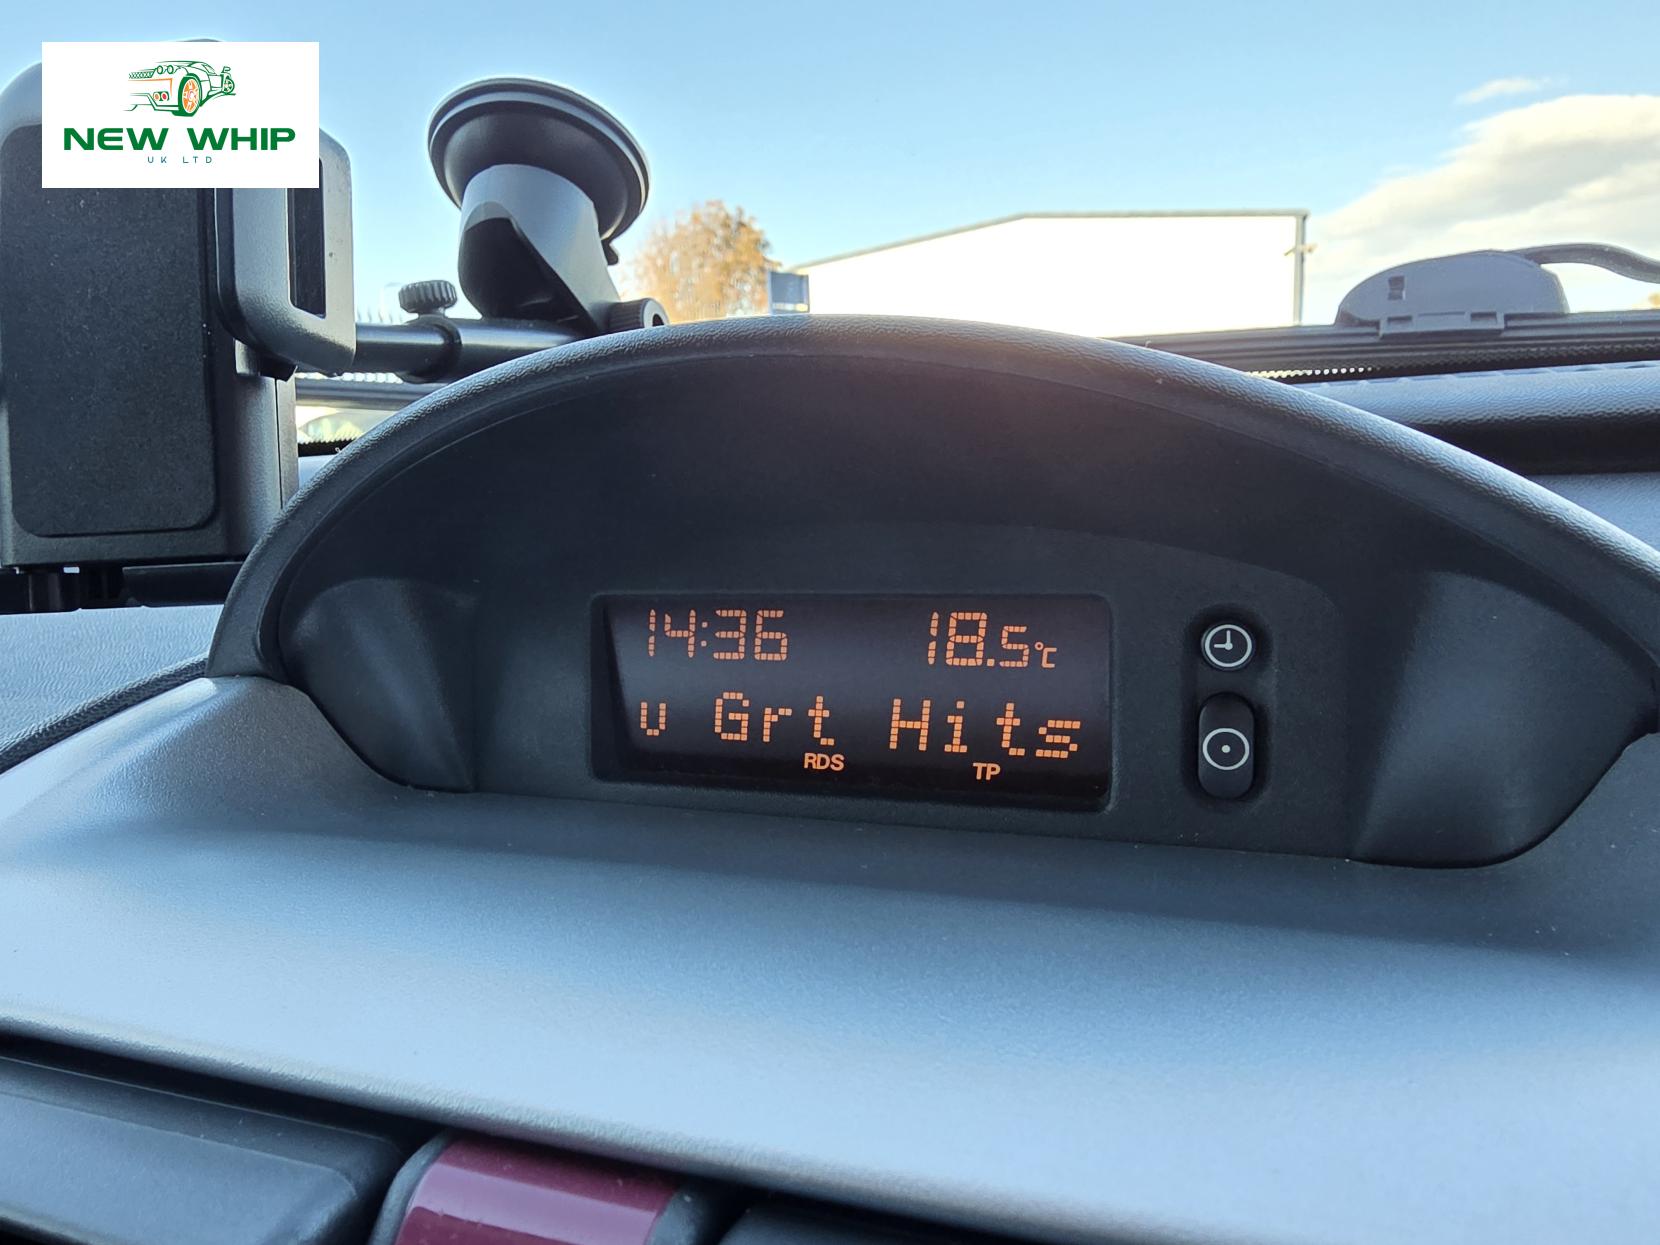 NEW WHIP
UK LTD
14:36 18.5°C
u Grt Hits
RDS TP